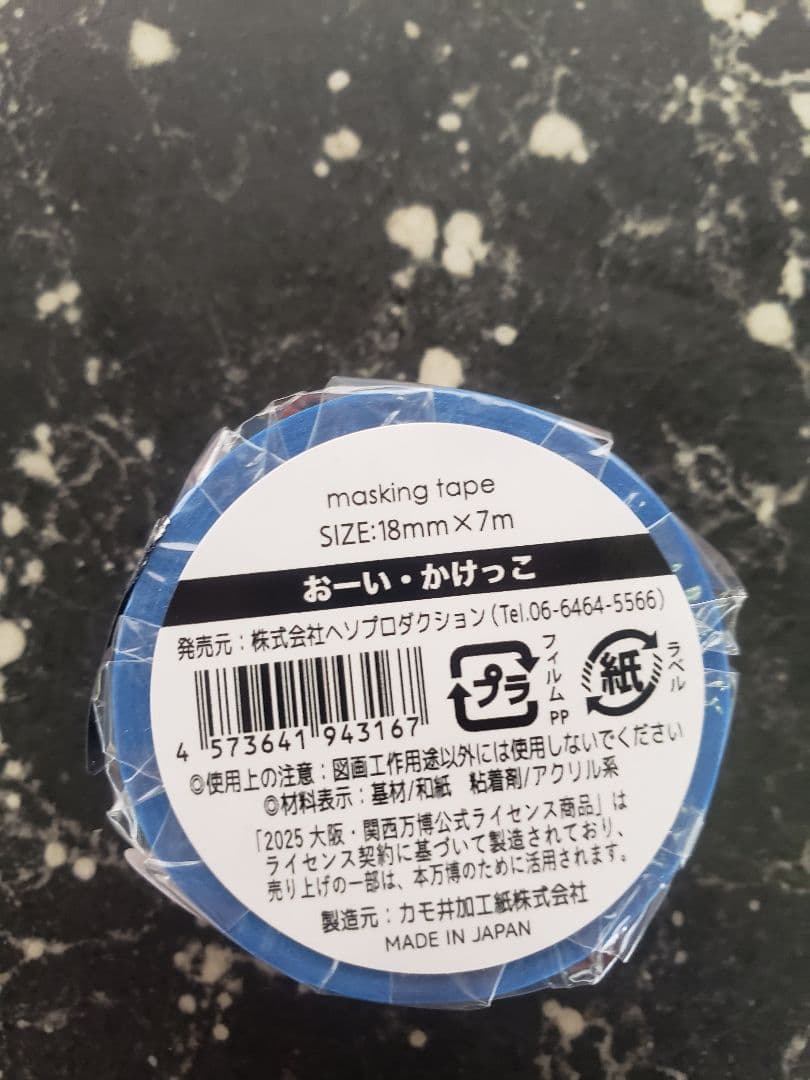 masking tape
SIZE:18mm×7m
おーい・かけっこ
発売元：株式会社ヘソプロダクション（Tel.06-6464-5566）
プラ
フィルム PP
紙
ラベル
4 573641 943167
◎使用上の注意：図画工作用途以外には使用しないでください
◎材料表示：基材/和紙 粘着剤/アクリル系
「2025 大阪・関西万博公式ライセンス商品」は
ライセンス契約に基づいて製造されており、
売り上げの一部は、本万博のために活用されます。
製造元：カモ井加工紙株式会社
MADE IN JAPAN